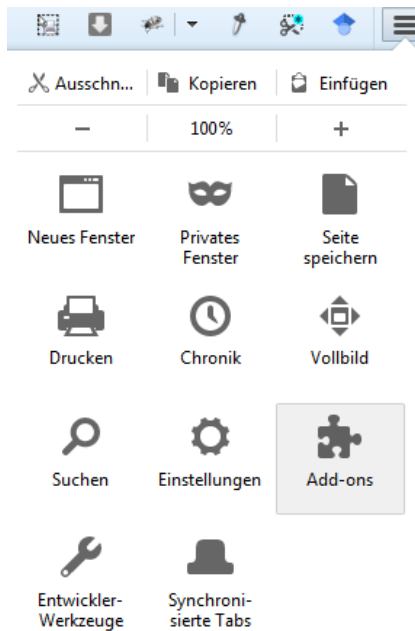 Ausschn... Kopieren Einfügen
− 100% +
Neues Fenster Privates Fenster Seite speichern
Drucken Chronik Vollbild
Suchen Einstellungen Add-ons
Entwickler-Werkzeuge Synchroni-sierte Tabs